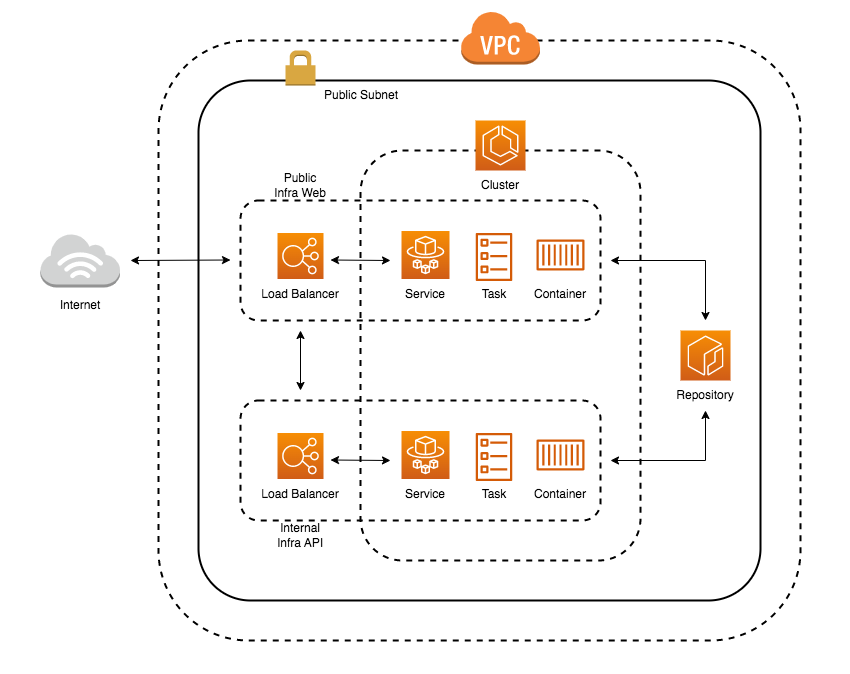 VPC
Public Subnet
Cluster
Public
Infra Web
Load Balancer
Service
Task
Container
Internet
Repository
Load Balancer
Service
Task
Container
Internal
Infra API